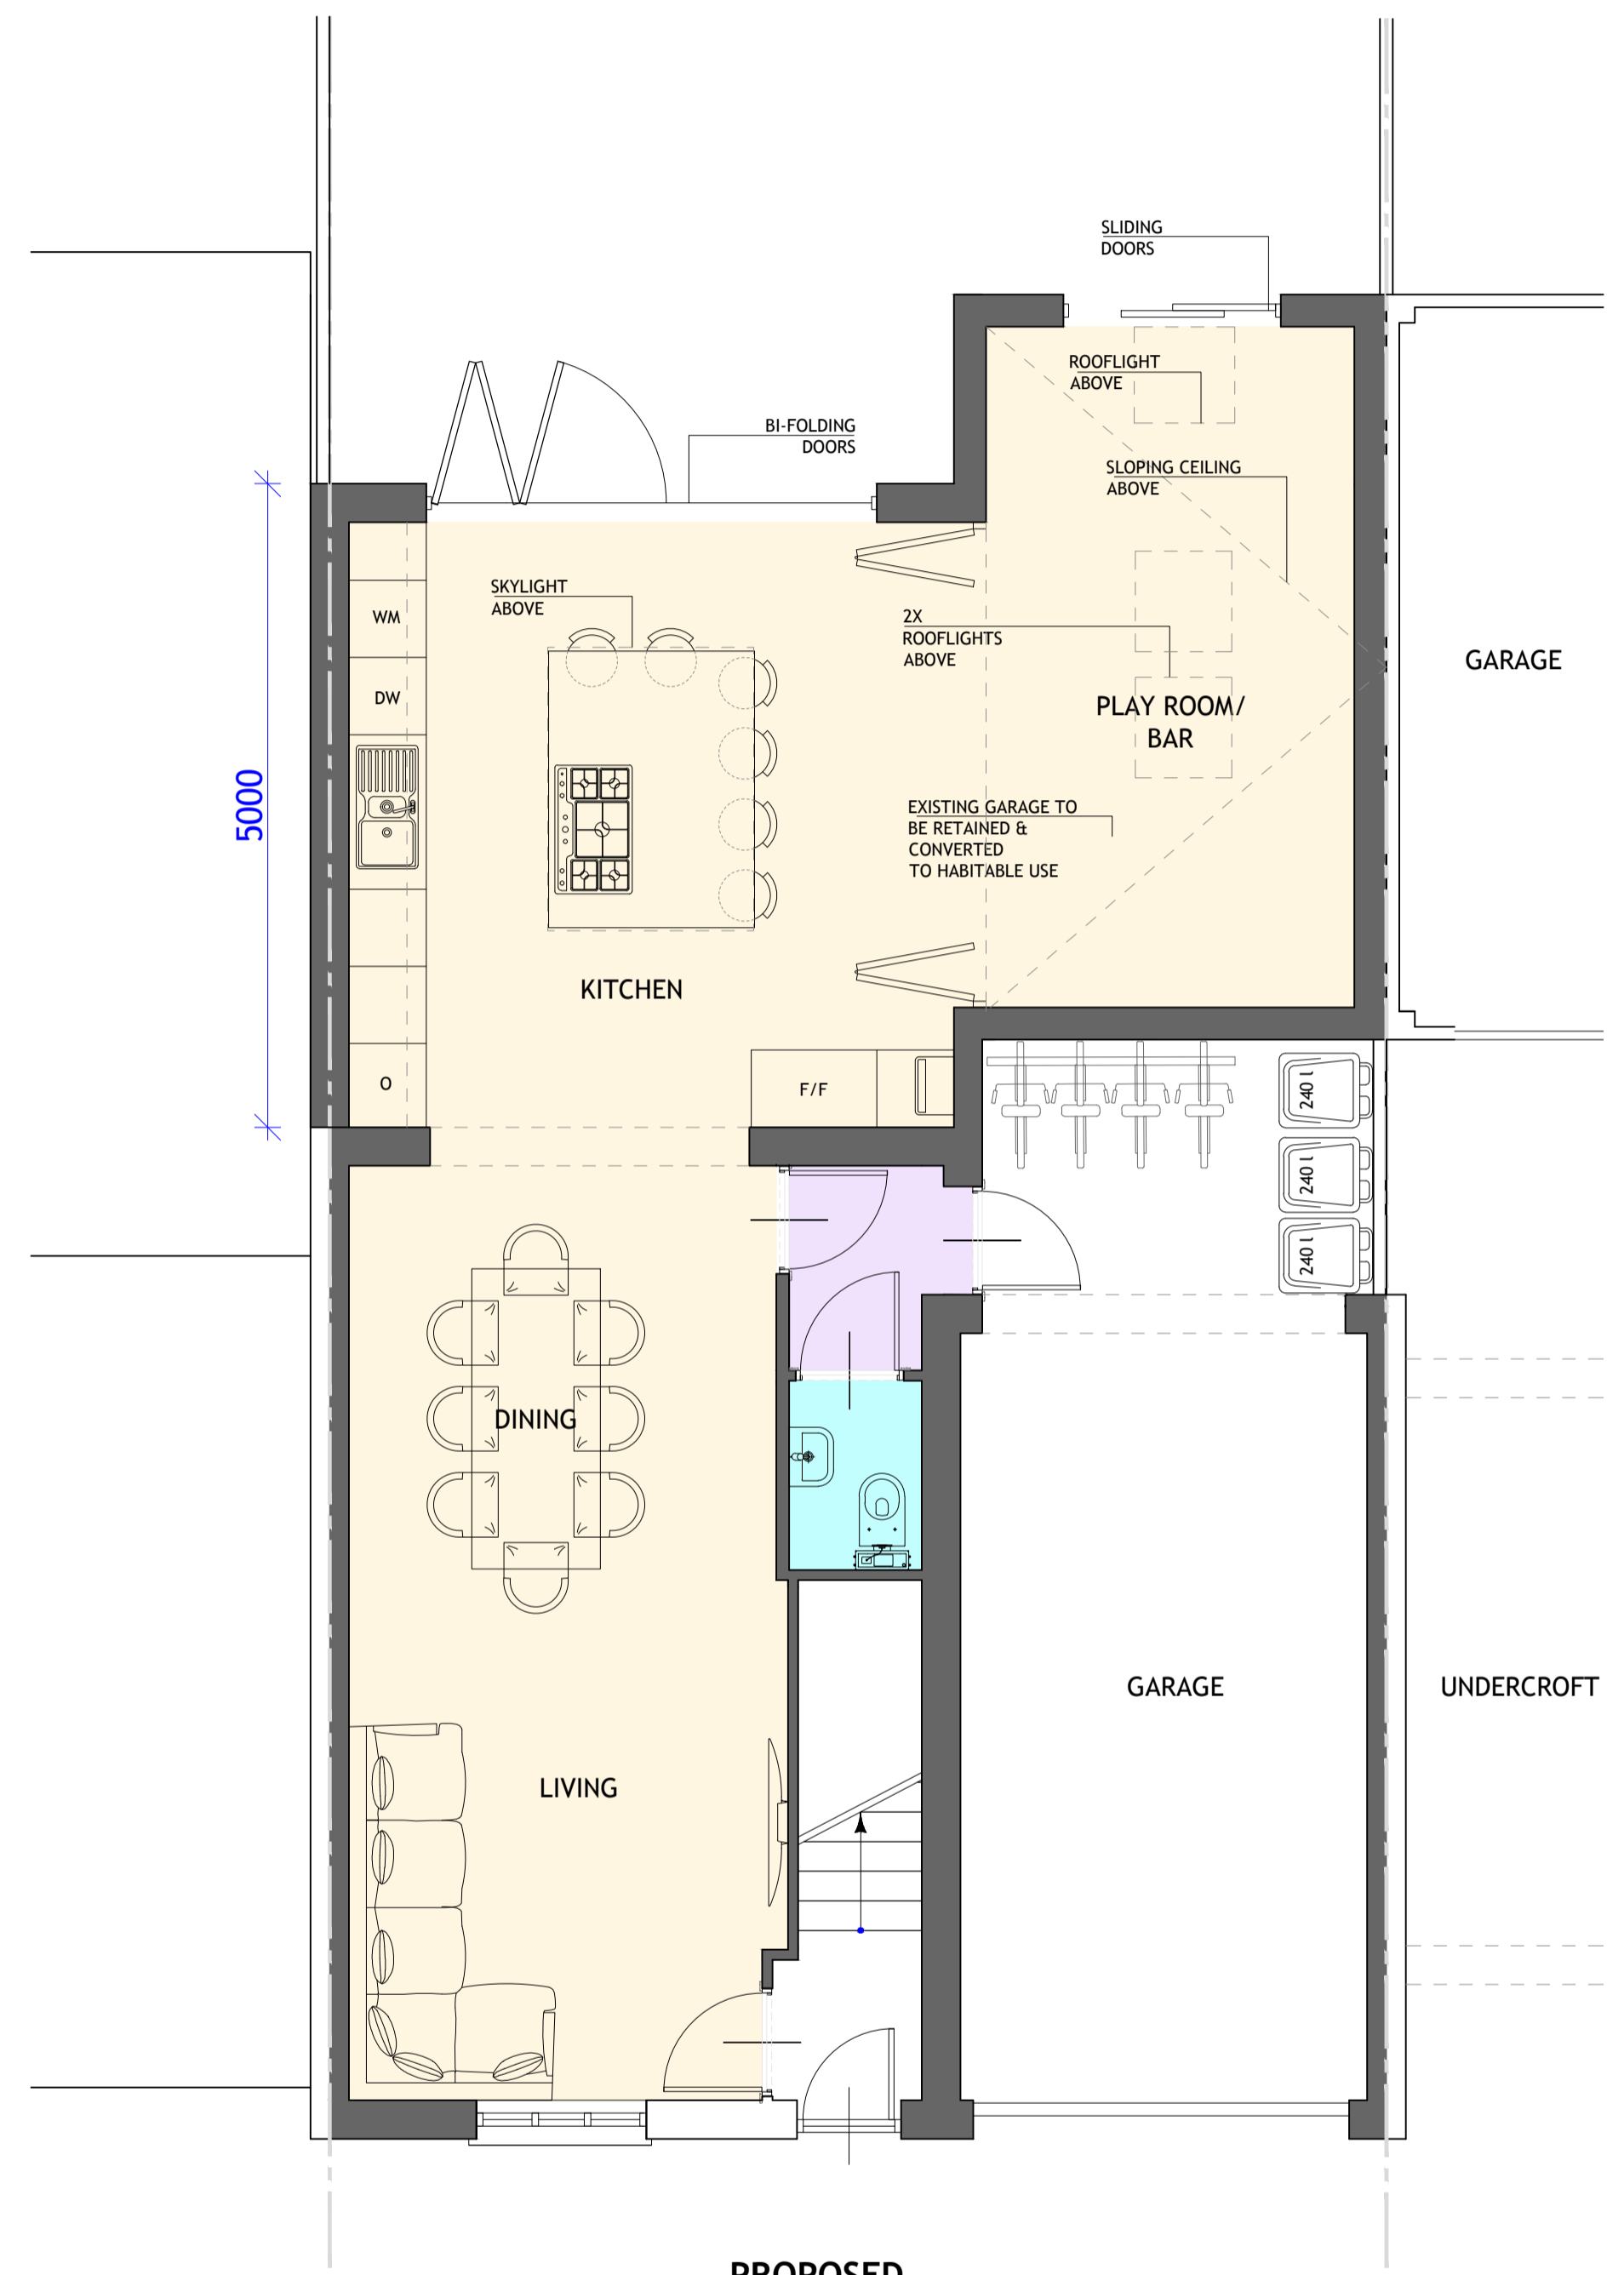 SLIDING
DOORS
ROOFLIGHT
ABOVE
BI-FOLDING
DOORS
SLOPING CEILING
ABOVE
SKYLIGHT
ABOVE
WM
2X
ROOFLIGHTS
ABOVE
GARAGE
DW
PLAY ROOM/
BAR
5000
EXISTING GARAGE TO
BE RETAINED &
CONVERTED
TO HABITABLE USE
KITCHEN
O
F/F
240 l
240 l
240 l
DINING
GARAGE
UNDERCROFT
LIVING
PROPOSED